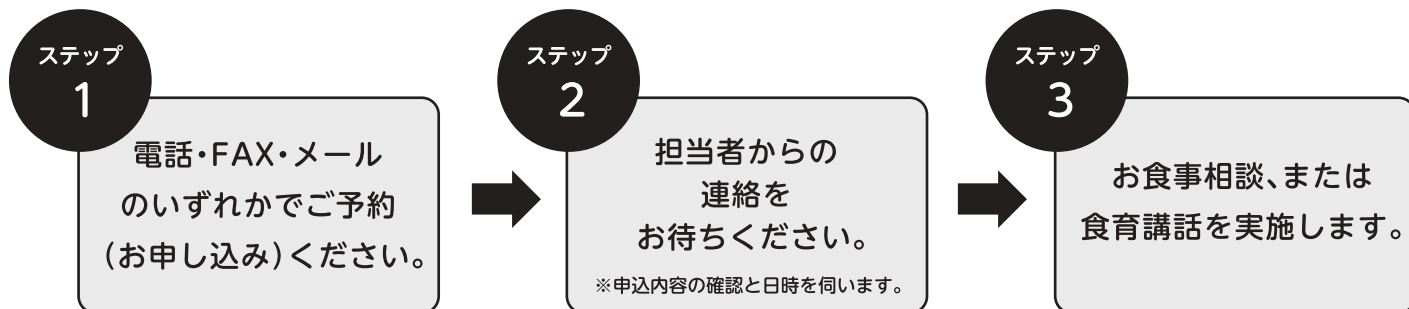 ステップ
1
電話・FAX・メール
のいずれかでご予約
（お申し込み）ください。
ステップ
2
担当者からの
連絡を
お待ちください。
※申込内容の確認と日時を伺います。
ステップ
3
お食事相談、または
食育講話を実施します。